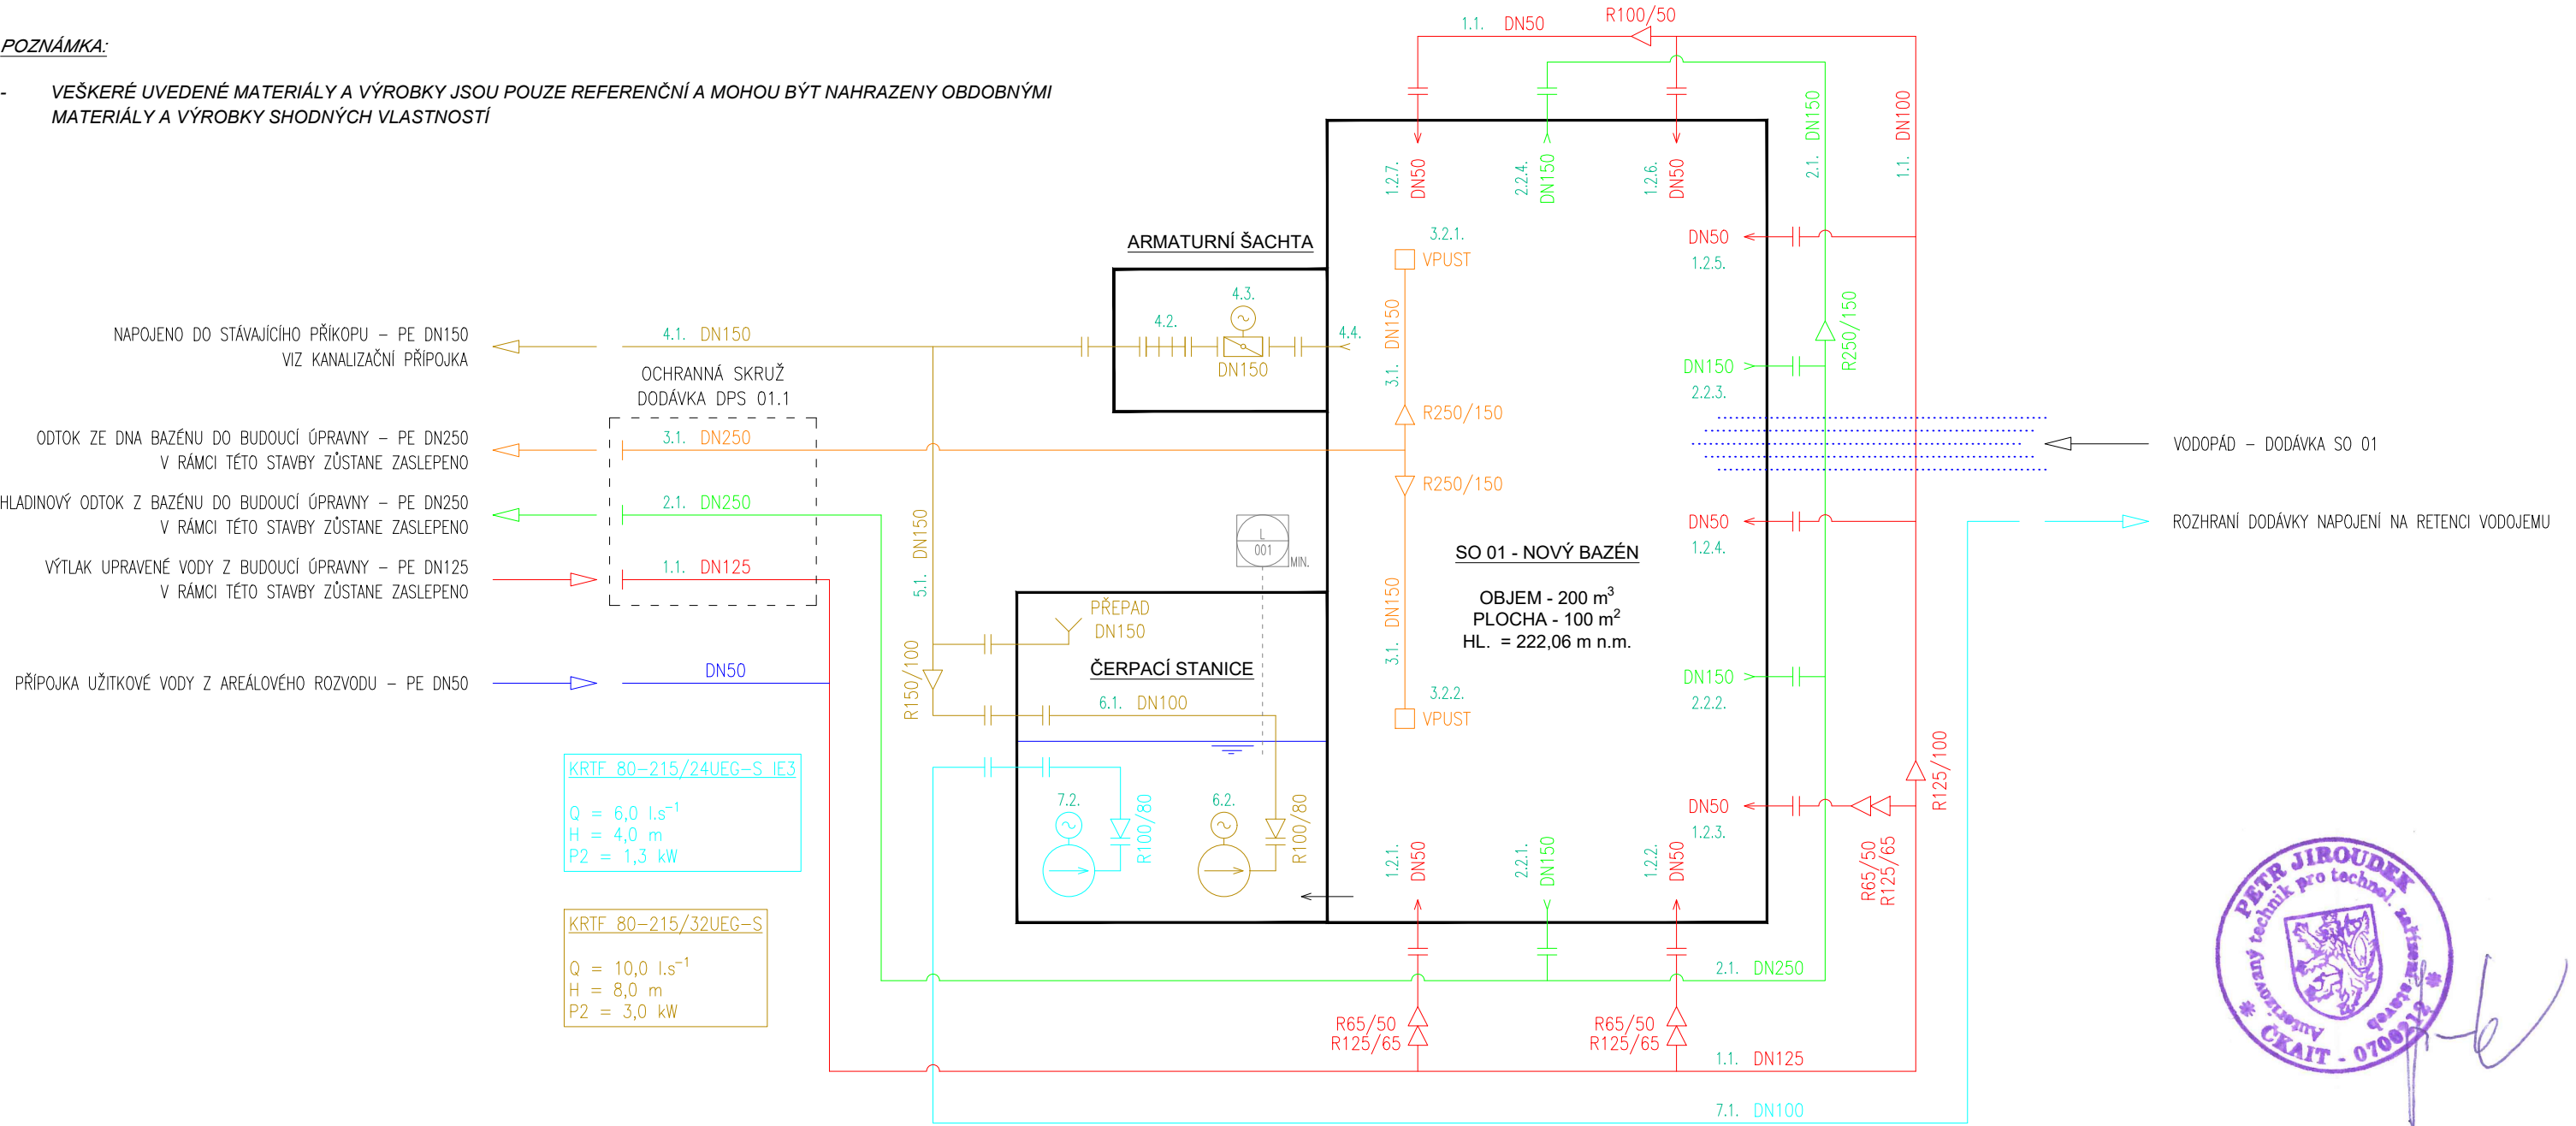 POZNÁMKA:
- VEŠKERÉ UVEDENÉ MATERIÁLY A VÝROBKY JSOU POUZE REFERENČNÍ A MOHOU BÝT NAHRAZENY OBDOBNÝMI
MATERIÁLY A VÝROBKY SHODNÝCH VLASTNOSTÍ
1.1. DN50
R100/50
2.1. DN150
1.1. DN100
1.2.7.
DN50
2.2.4.
DN150
1.2.6.
DN50
ARMATURNÍ ŠACHTA
4.2.
4.3.
DN150
4.4.
3.2.1.
VPUST
3.1. DN150
R250/150
R250/150
3.1. DN150
3.2.2.
VPUST
DN50
1.2.5.
DN150
2.2.3.
R250/150
DN50
1.2.4.
DN150
2.2.2.
DN50
1.2.3.
R125/100
R65/50
R125/65
NAPOJENO DO STÁVAJÍCÍHO PŘÍKOPU – PE DN150
VIZ KANALIZAČNÍ PŘÍPOJKA
4.1. DN150
OCHRANNÁ SKRUŽ
DODÁVKA DPS 01.1
ODTOK ZE DNA BAZÉNU DO BUDOUCÍ ÚPRAVNY – PE DN250
V RÁMCI TÉTO STAVBY ZŮSTANE ZASLEPENO
3.1. DN250
HLADINOVÝ ODTOK Z BAZÉNU DO BUDOUCÍ ÚPRAVNY – PE DN250
V RÁMCI TÉTO STAVBY ZŮSTANE ZASLEPENO
2.1. DN250
VÝTLAK UPRAVENÉ VODY Z BUDOUCÍ ÚPRAVNY – PE DN125
V RÁMCI TÉTO STAVBY ZŮSTANE ZASLEPENO
1.1. DN125
PŘÍPOJKA UŽITKOVÉ VODY Z AREÁLOVÉHO ROZVODU – PE DN50
DN50
5.1. DN150
R150/100
L
001
MIN.
PŘEPAD
DN150
ČERPACÍ STANICE
6.1. DN100
7.2.
R100/80
6.2.
R100/80
SO 01 - NOVÝ BAZÉN
OBJEM - 200 m³
PLOCHA - 100 m²
HL. = 222,06 m n.m.
VODOPÁD – DODÁVKA SO 01
ROZHRANÍ DODÁVKY NAPOJENÍ NA RETENCI VODOJEMU
KRTF 80-215/24UEG-S IE3
Q = 6,0 l.s⁻¹
H = 4,0 m
P2 = 1,3 kW
KRTF 80-215/32UEG-S
Q = 10,0 l.s⁻¹
H = 8,0 m
P2 = 3,0 kW
1.2.1.
DN50
2.2.1.
DN150
1.2.2.
DN50
2.1. DN250
R65/50
R125/65
R65/50
R125/65
1.1. DN125
7.1. DN100
PETR JIROUDEK
Autorizovaný technik pro technol. zařízení staveb
ČKAIT - 0700212